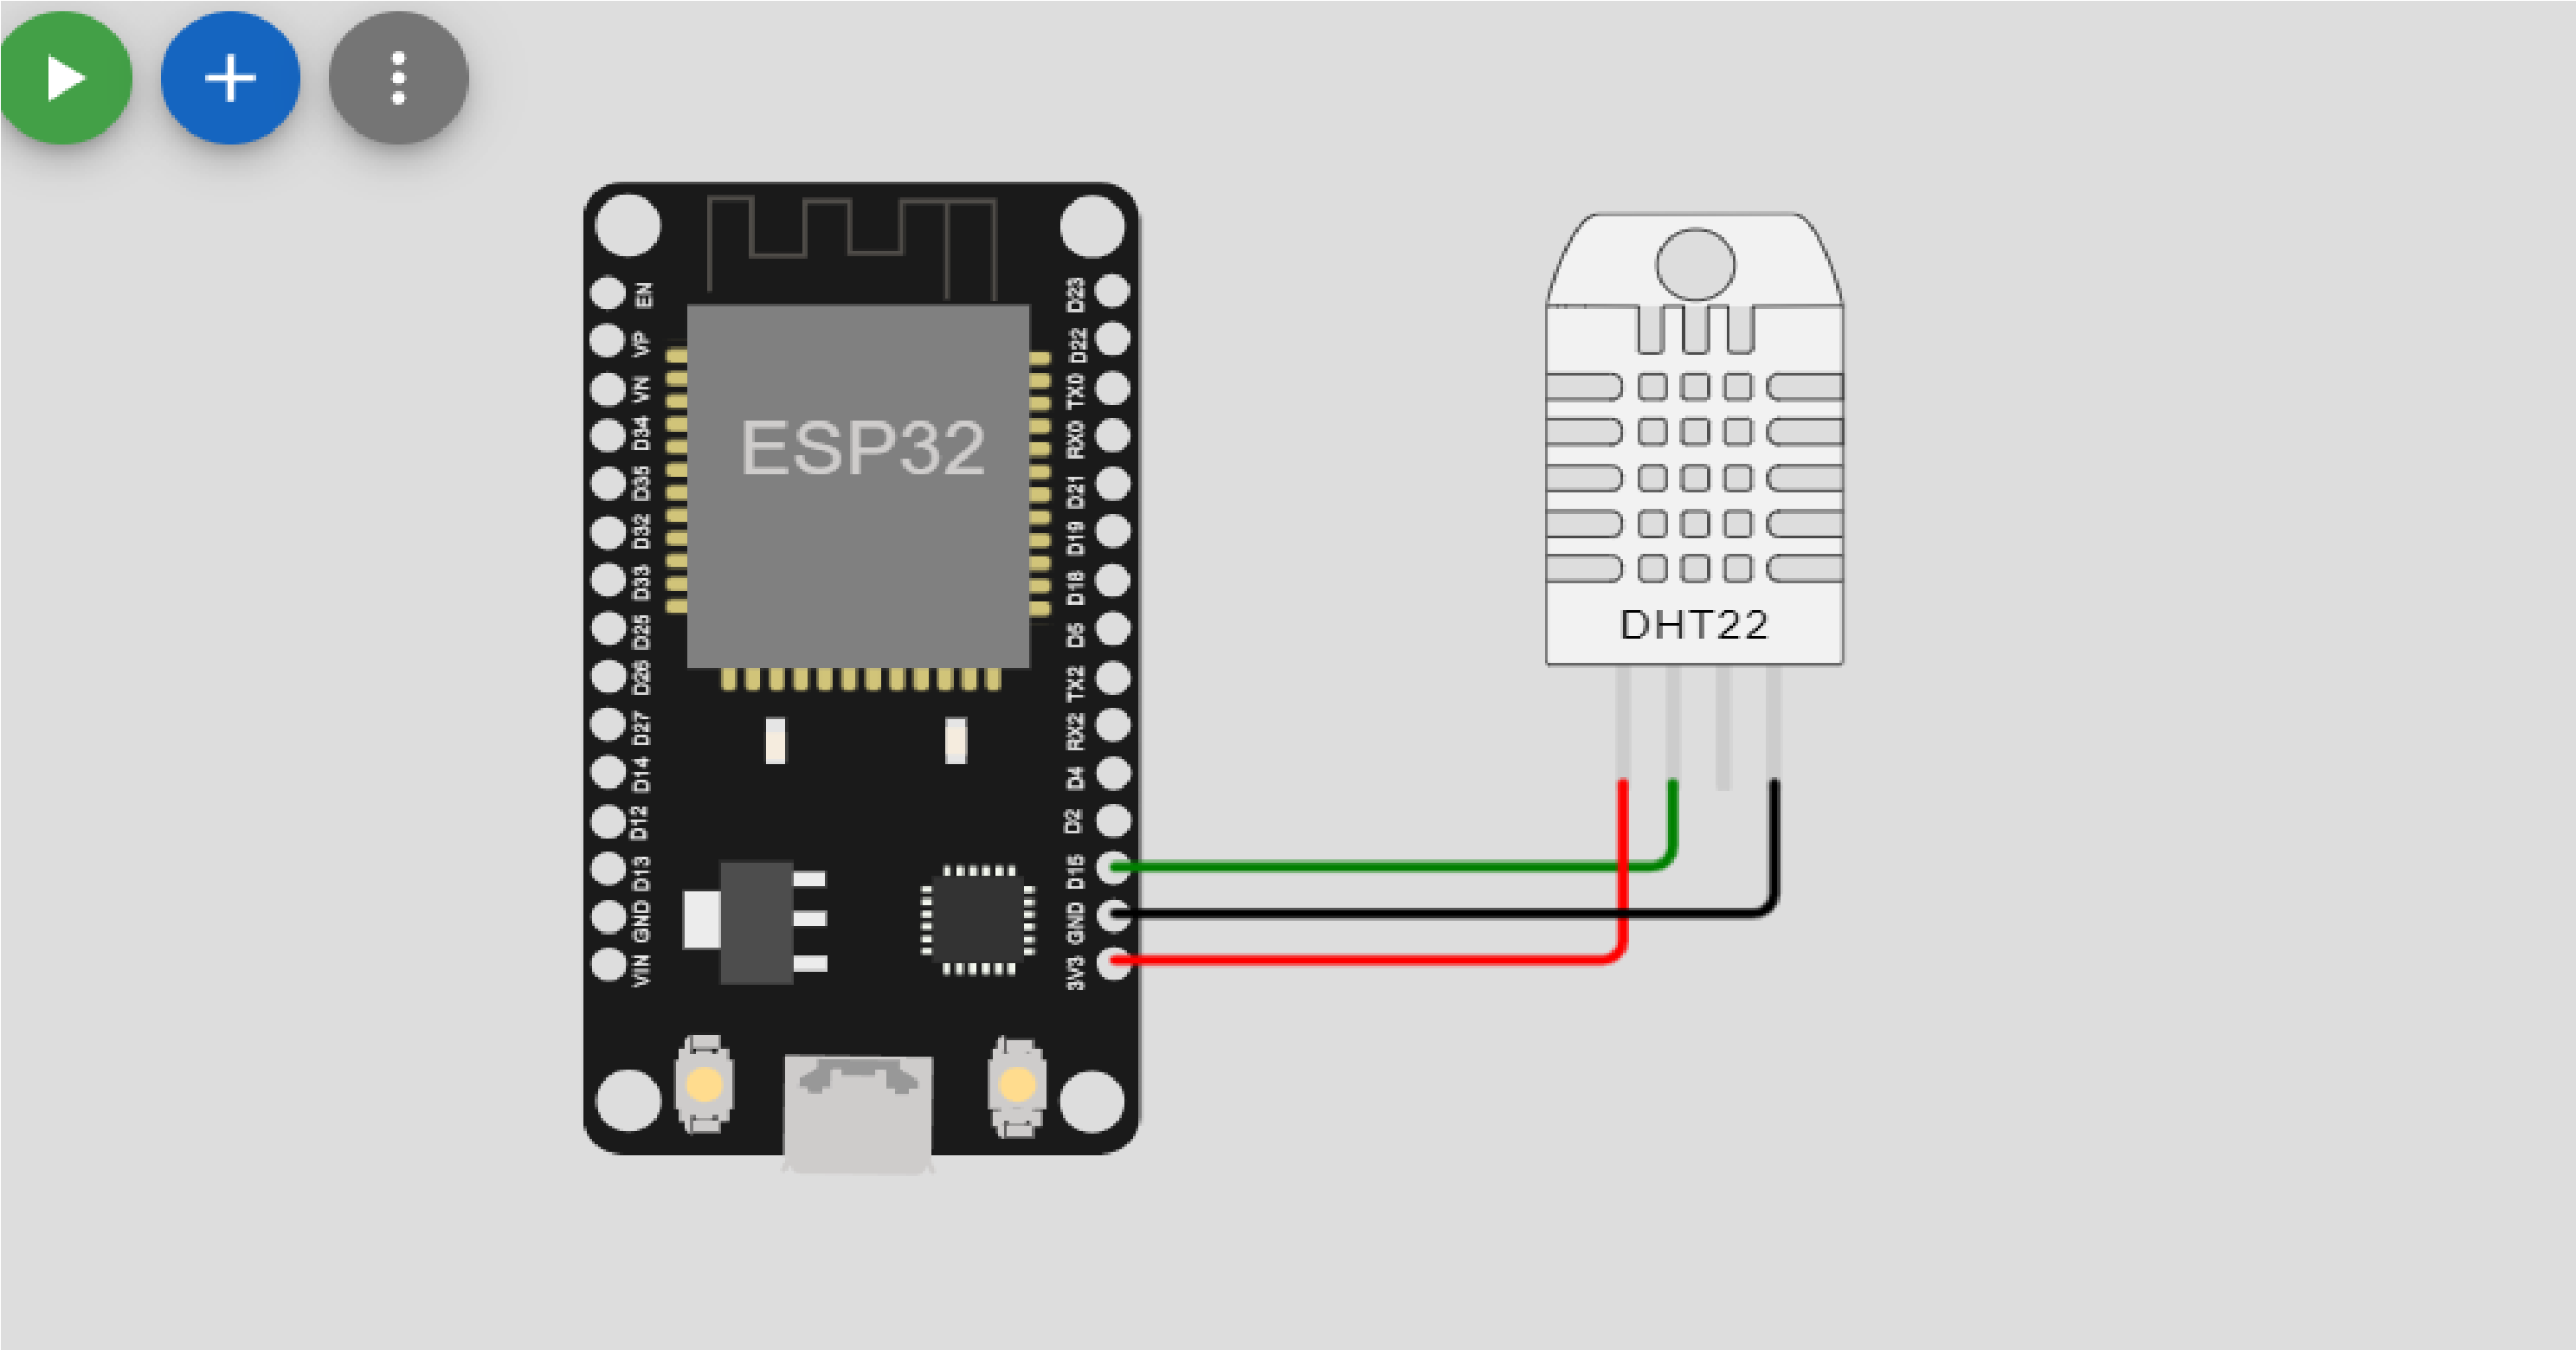 EN
VP
VN
D34
D35
D32
D33
D25
D26
D27
D14
D12
D13
GND
VIN
ESP32
D23
D22
TX0
RX0
D21
D19
D18
D5
TX2
RX2
D4
D2
D15
GND
3V3
DHT22